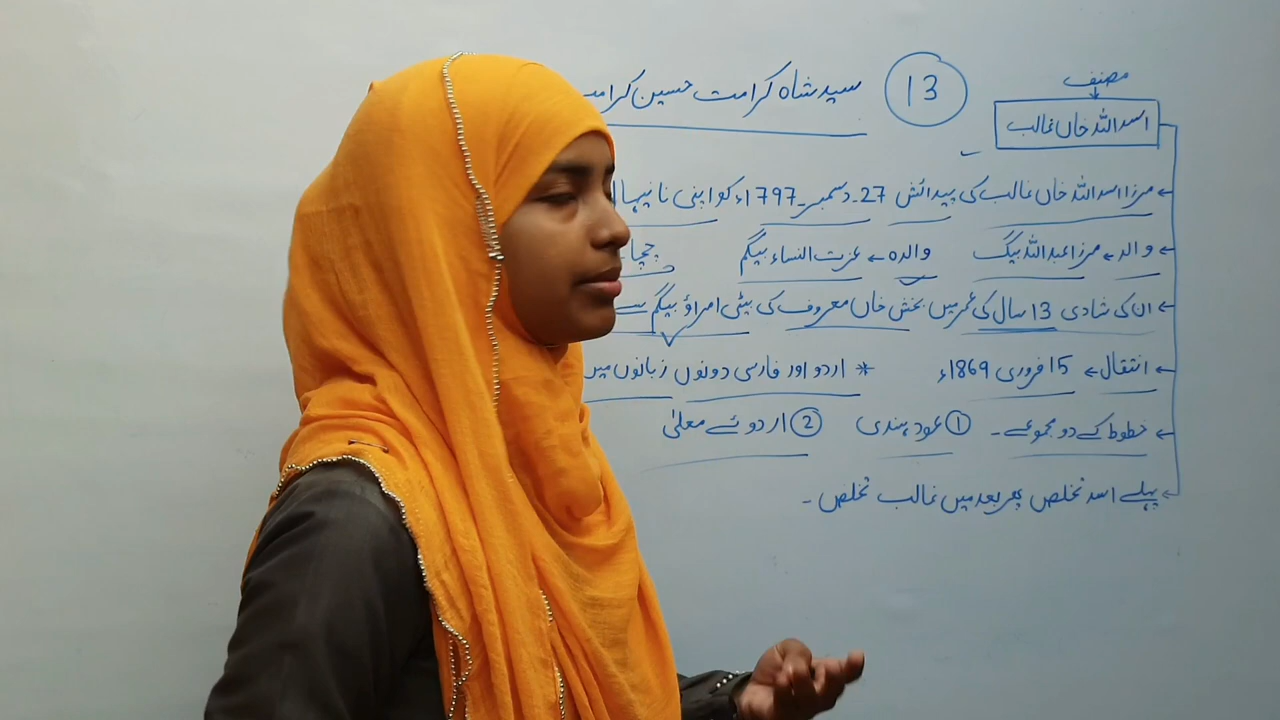 مصنف
اسد اللہ خاں غالب
13 سید شاہ کرامت حسین
مرزا اسد اللہ خاں غالب کی پیدائش 27۔ دسمبر۔ 1797ء کو اپنی
والد ← مرزا عبداللہ بیگ والدہ ← عزت النساء بیگم چچا
ان کی شادی 13 سال کی عمر میں بخش خاں معروف کی بیٹی امراؤ بیگم سے
انتقال ← 15 فروری 1869ء * اردو اور فارسی دونوں زبانوں میں
خطوط کے دو مجموعے۔ ① عود ہندی ② اردوئے معلیٰ
پہلے اسد تخلص پھر بعد میں غالب تخلص ۔